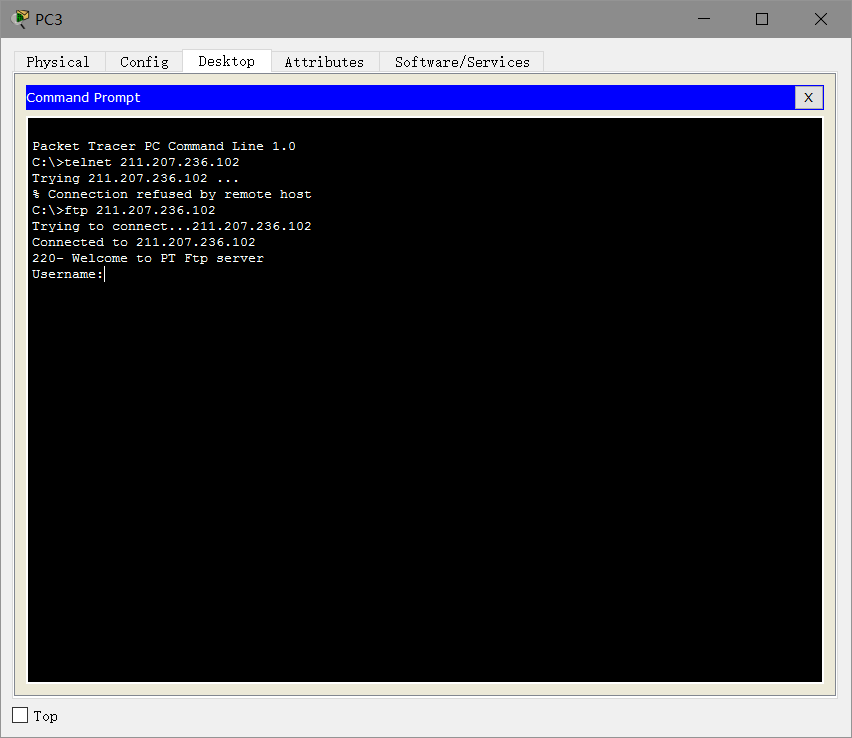 PC3
Physical Config Desktop Attributes Software/Services
Command Prompt X
Packet Tracer PC Command Line 1.0
C:\>telnet 211.207.236.102
Trying 211.207.236.102 ...
% Connection refused by remote host
C:\>ftp 211.207.236.102
Trying to connect...211.207.236.102
Connected to 211.207.236.102
220- Welcome to PT Ftp server
Username:
Top